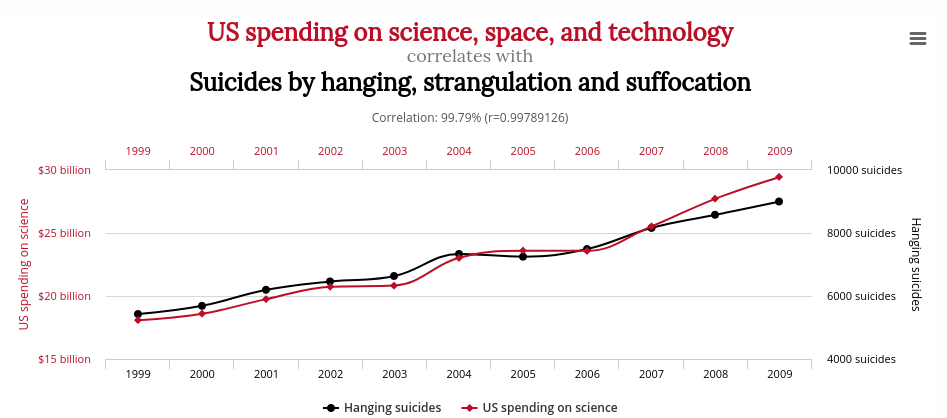 US spending on science, space, and technology
correlates with
Suicides by hanging, strangulation and suffocation
Correlation: 99.79% (r=0.99789126)
1999 2000 2001 2002 2003 2004 2005 2006 2007 2008 2009
US spending on science
$30 billion
$25 billion
$20 billion
$15 billion
10000 suicides
8000 suicides
6000 suicides
4000 suicides
Hanging suicides
1999 2000 2001 2002 2003 2004 2005 2006 2007 2008 2009
Hanging suicides US spending on science